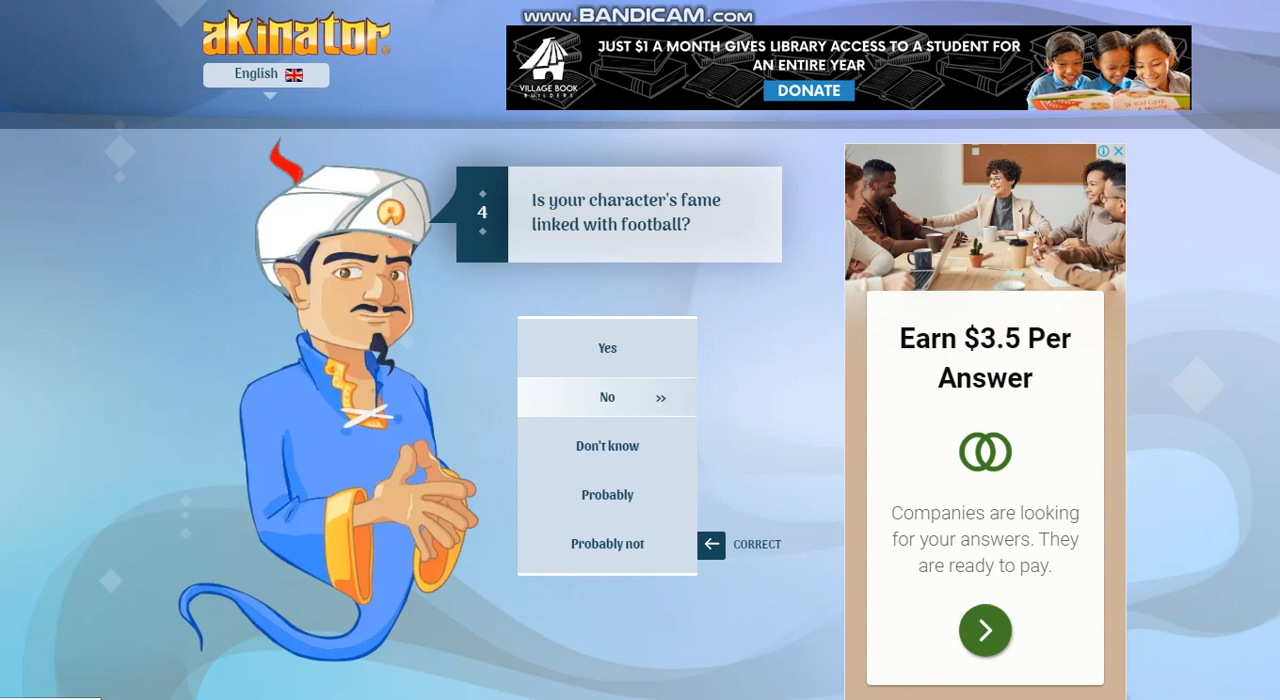 www.BANDICAM.com
akinator
English
JUST $1 A MONTH GIVES LIBRARY ACCESS TO A STUDENT FOR
AN ENTIRE YEAR
VILLAGE BOOK
BUILDERS
DONATE
4
Is your character's fame
linked with football?
Yes
No »
Don't know
Probably
Probably not
CORRECT
Earn $3.5 Per
Answer
Companies are looking
for your answers. They
are ready to pay.